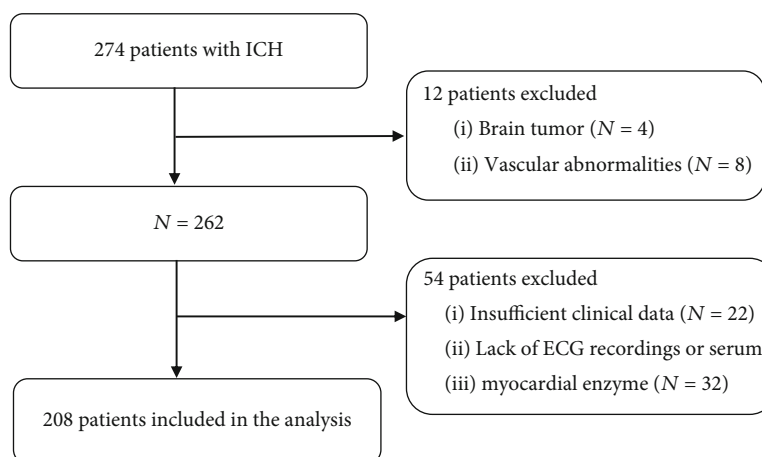 274 patients with ICH
12 patients excluded
(i) Brain tumor (N = 4)
(ii) Vascular abnormalities (N = 8)
N = 262
54 patients excluded
(i) Insufficient clinical data (N = 22)
(ii) Lack of ECG recordings or serum
(iii) myocardial enzyme (N = 32)
208 patients included in the analysis